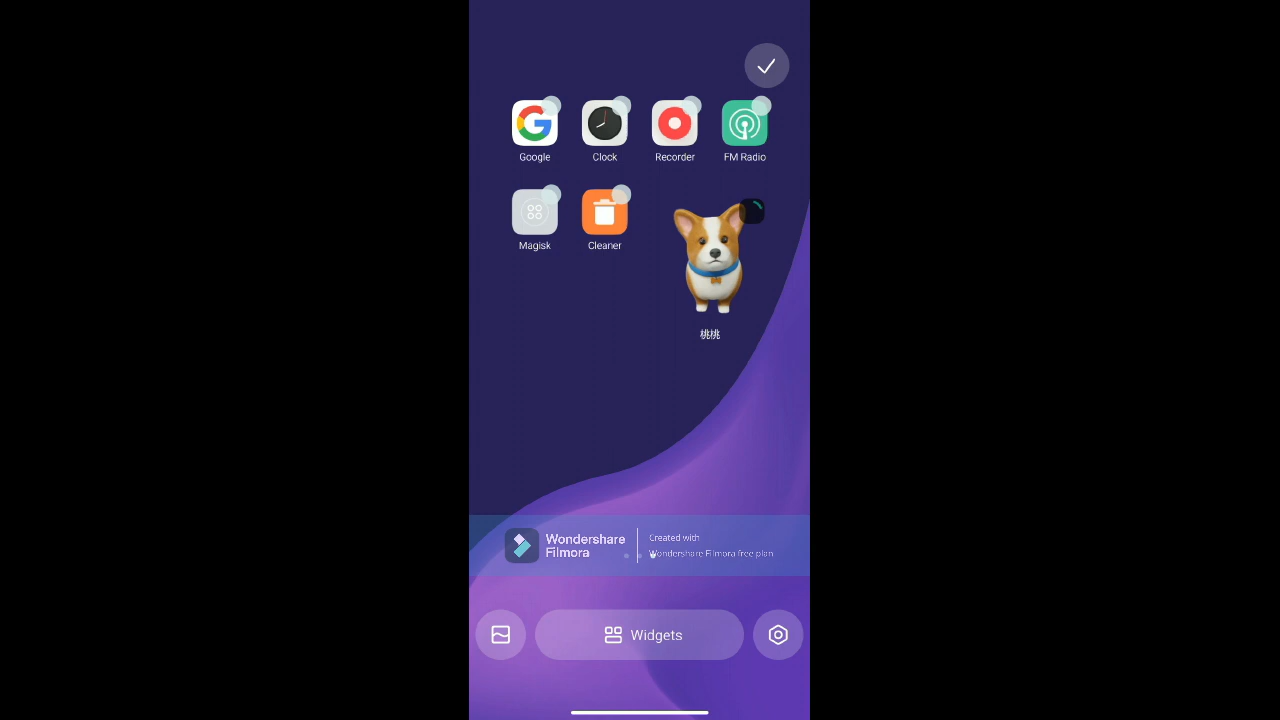 Google
Clock
Recorder
FM Radio
Magisk
Cleaner
桃桃
Wondershare
Filmora
Created with
Wondershare Filmora free plan
Widgets